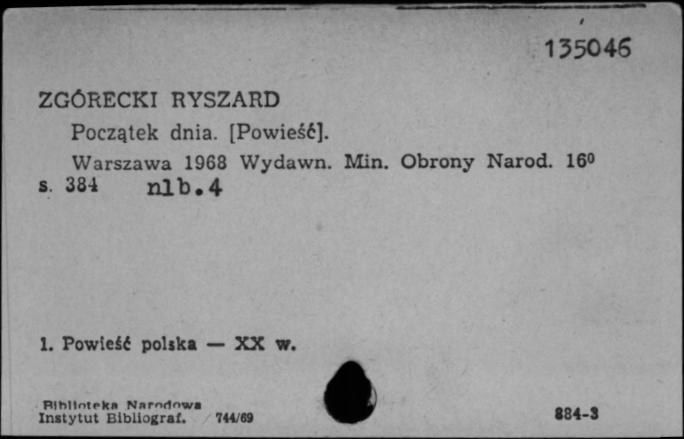 135046
ZGÓRECKI RYSZARD
Początek dnia. [Powieść].
Warszawa 1968 Wydawn. Min. Obrony Narod. 16⁰
s. 384 nlb.4
1. Powieść polska — XX w.
Biblioteka Narodowa
Instytut Bibliograf. 744/69
884-3